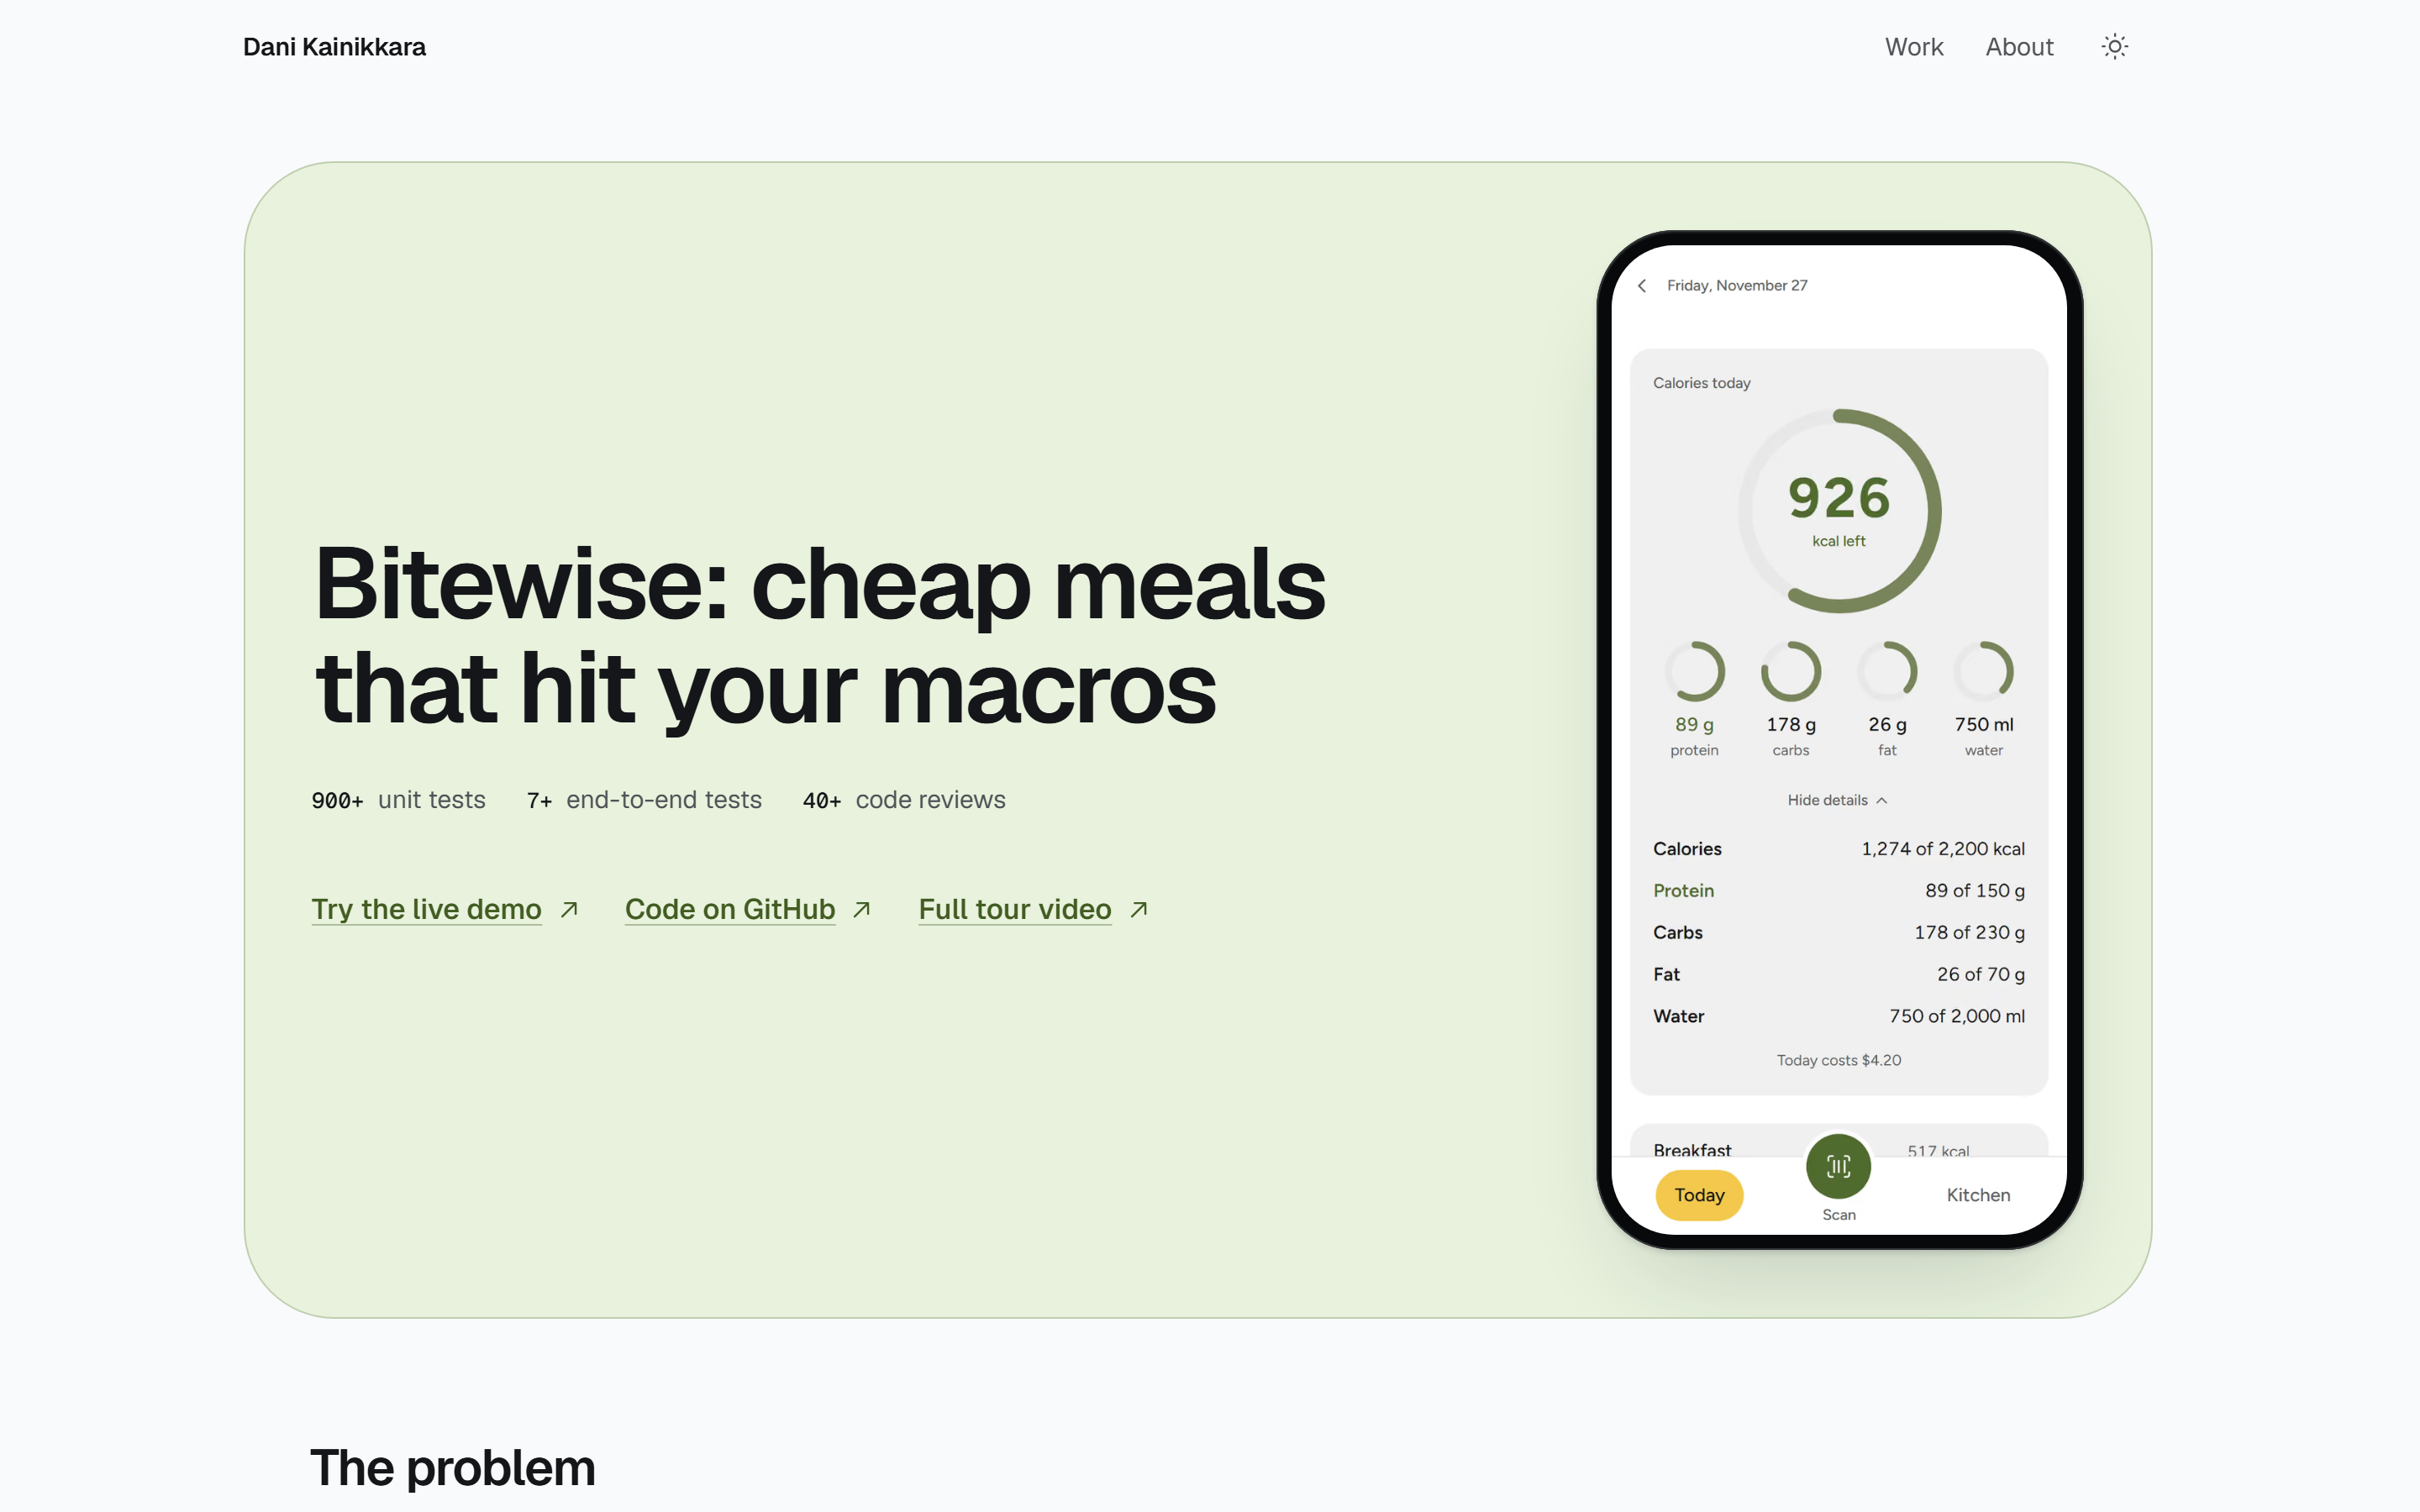 Dani Kainikkara
Work About
Bitewise: cheap meals
that hit your macros
900+ unit tests 7+ end-to-end tests 40+ code reviews
Try the live demo Code on GitHub Full tour video
Friday, November 27
Calories today
926
kcal left
89 g 178 g 26 g 750 ml
protein carbs fat water
Hide details
Calories 1,274 of 2,200 kcal
Protein 89 of 150 g
Carbs 178 of 230 g
Fat 26 of 70 g
Water 750 of 2,000 ml
Today costs $4.20
Breakfast 517 kcal
Today Scan Kitchen
The problem